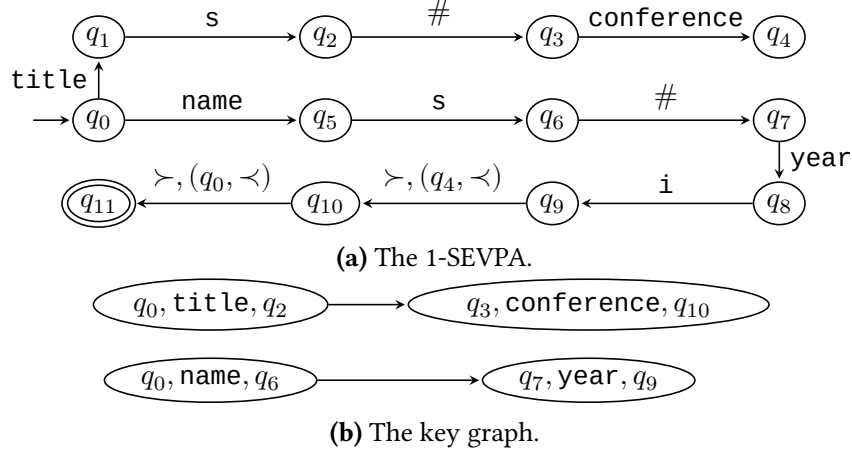 q₁ s q₂ # q₃ conference q₄
title
q₀ name q₅ s q₆ # q₇
year
q₁₁ ≻, (q₀, ≺) q₁₀ ≻, (q₄, ≺) q₉ i q₈
(a) The 1-SEVPA.
q₀, title, q₂ q₃, conference, q₁₀
q₀, name, q₆ q₇, year, q₉
(b) The key graph.